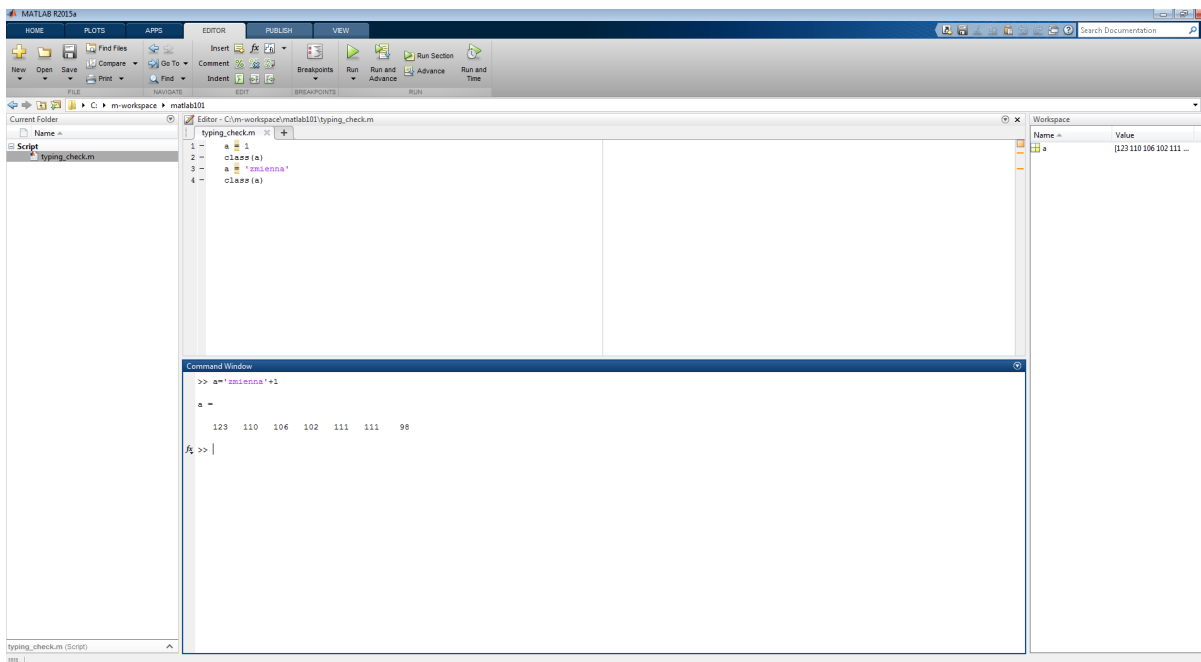 MATLAB R2015a
HOME PLOTS APPS EDITOR PUBLISH VIEW
Search Documentation
New Open Save
Find Files
Compare
Print
FILE
Go To
Find
NAVIGATE
Insert fx
Comment %
Indent
EDIT
Breakpoints
BREAKPOINTS
Run
Run and Advance
Run Section
Advance
Run and Time
RUN
C: m-workspace matlab101
Current Folder
Name
Script
typing_check.m
typing_check.m (Script)
Editor - C:\m-workspace\matlab101\typing_check.m
typing_check.m × +
1 - a = 1
2 - class(a)
3 - a = 'zmienna'
4 - class(a)
Command Window
>> a='zmienna'+1
a =
123 110 106 102 111 111 98
fx >>
Workspace
Name Value
a [123 110 106 102 111 ...